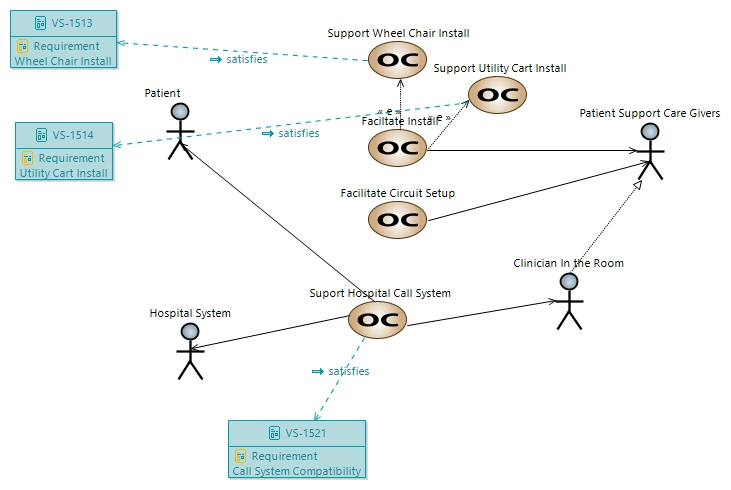 VS-1513
Requirement
Wheel Chair Install
satisfies
Support Wheel Chair Install
OC
Support Utility Cart Install
OC
Patient
VS-1514
Requirement
Utility Cart Install
satisfies
« e »
e »
Faciltate Install
OC
Patient Support Care Givers
Facilitate Circuit Setup
OC
Clinician In the Room
Suport Hospital Call System
OC
Hospital System
satisfies
VS-1521
Requirement
Call System Compatibility